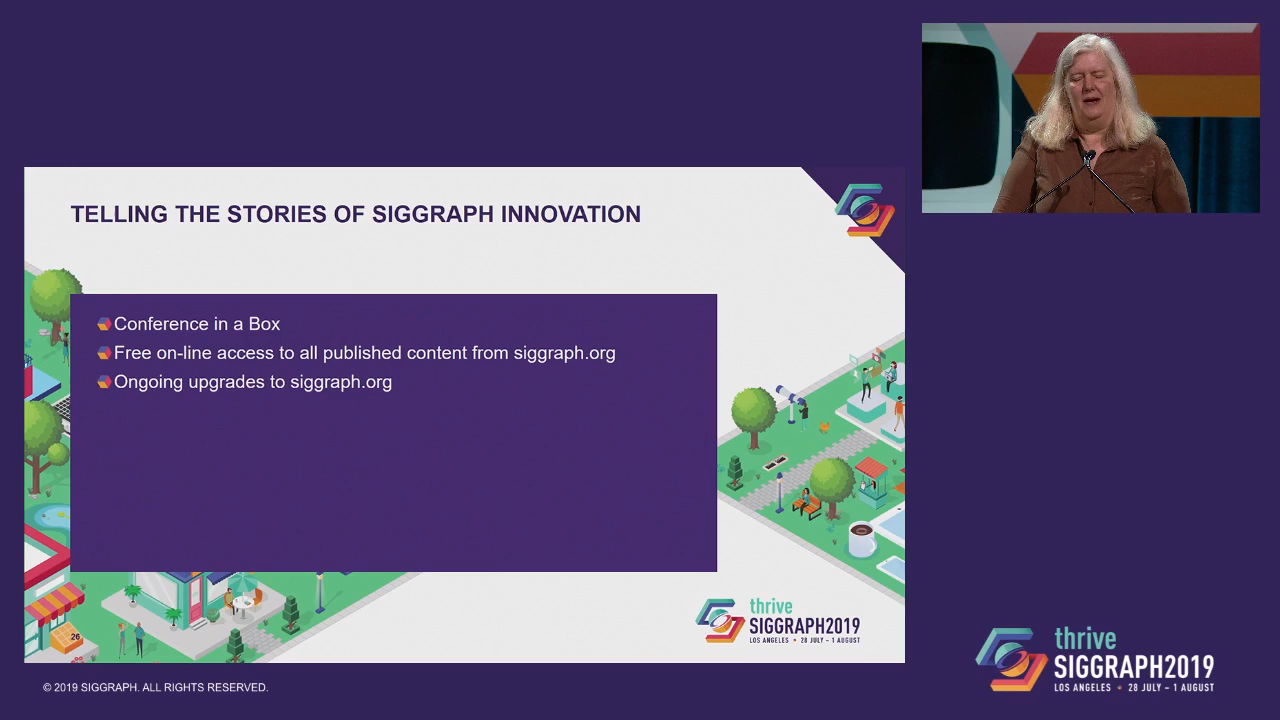 TELLING THE STORIES OF SIGGRAPH INNOVATION
Conference in a Box
Free on-line access to all published content from siggraph.org
Ongoing upgrades to siggraph.org
26
thrive
SIGGRAPH2019
LOS ANGELES • 28 JULY – 1 AUGUST
© 2019 SIGGRAPH. ALL RIGHTS RESERVED.
thrive
SIGGRAPH2019
LOS ANGELES • 28 JULY – 1 AUGUST